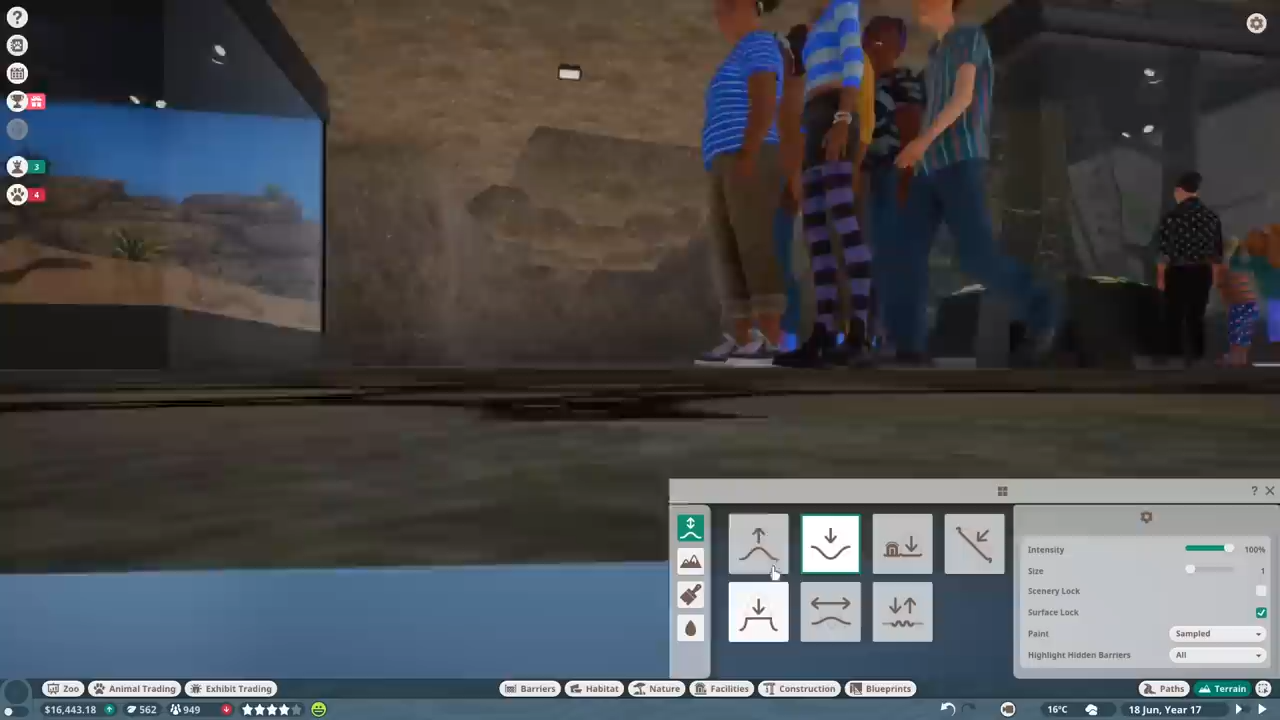 ?
3
4
? ×
Intensity 100%
Size 1
Scenery Lock
Surface Lock
Paint Sampled
Highlight Hidden Barriers All
Zoo Animal Trading Exhibit Trading Barriers Habitat Nature Facilities Construction Blueprints Paths Terrain
$16,443.18 562 949 16°C 18 Jun, Year 17